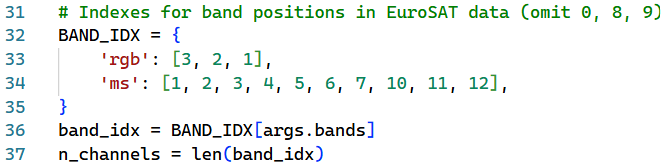 31 # Indexes for band positions in EuroSAT data (omit 0, 8, 9)
32 BAND_IDX = {
33     'rgb': [3, 2, 1],
34     'ms': [1, 2, 3, 4, 5, 6, 7, 10, 11, 12],
35 }
36 band_idx = BAND_IDX[args.bands]
37 n_channels = len(band_idx)